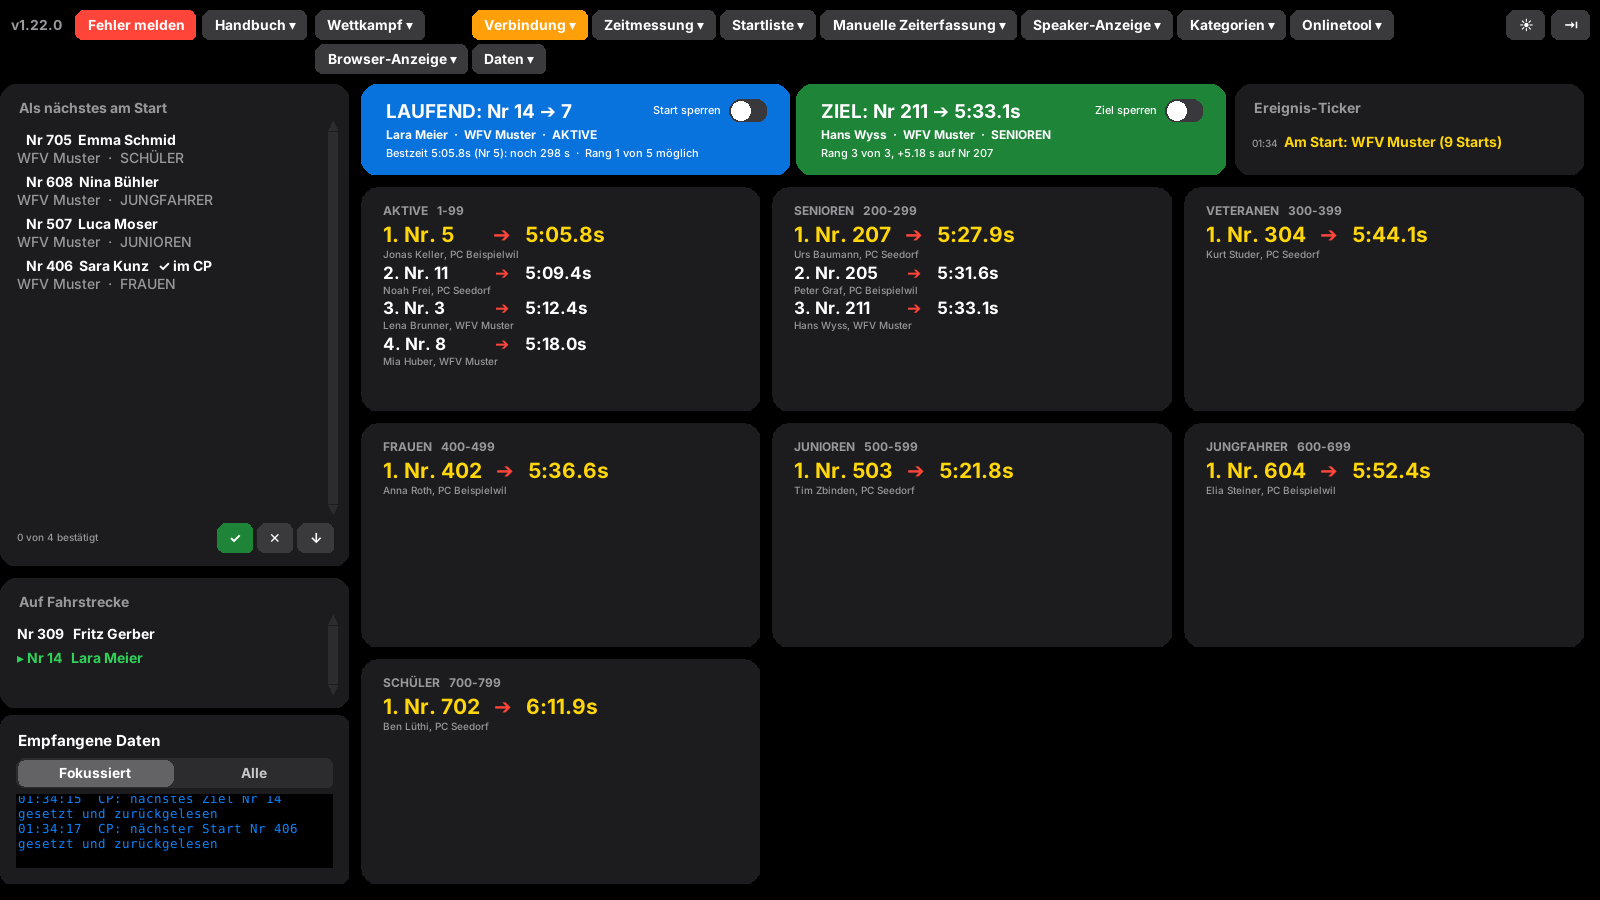 v1.22.0
Fehler melden
Handbuch ▾
Wettkampf ▾
Verbindung ▾
Zeitmessung ▾
Startliste ▾
Manuelle Zeiterfassung ▾
Speaker-Anzeige ▾
Kategorien ▾
Onlinetool ▾
Browser-Anzeige ▾
Daten ▾
Als nächstes am Start
Nr 705 Emma Schmid
WFV Muster · SCHÜLER
Nr 608 Nina Bühler
WFV Muster · JUNGFAHRER
Nr 507 Luca Moser
WFV Muster · JUNIOREN
Nr 406 Sara Kunz ✓ im CP
WFV Muster · FRAUEN
0 von 4 bestätigt
Auf Fahrstrecke
Nr 309 Fritz Gerber
▸ Nr 14 Lara Meier
Empfangene Daten
Fokussiert
Alle
01:34:15 CP: nächstes Ziel Nr 14
gesetzt und zurückgelesen
01:34:17 CP: nächster Start Nr 406
gesetzt und zurückgelesen
LAUFEND: Nr 14 → 7
Start sperren
Lara Meier · WFV Muster · AKTIVE
Bestzeit 5:05.8s (Nr 5): noch 298 s · Rang 1 von 5 möglich
ZIEL: Nr 211 → 5:33.1s
Ziel sperren
Hans Wyss · WFV Muster · SENIOREN
Rang 3 von 3, +5.18 s auf Nr 207
Ereignis-Ticker
01:34 Am Start: WFV Muster (9 Starts)
AKTIVE 1-99
1. Nr. 5 → 5:05.8s
Jonas Keller, PC Beispielwil
2. Nr. 11 → 5:09.4s
Noah Frei, PC Seedorf
3. Nr. 3 → 5:12.4s
Lena Brunner, WFV Muster
4. Nr. 8 → 5:18.0s
Mia Huber, WFV Muster
SENIOREN 200-299
1. Nr. 207 → 5:27.9s
Urs Baumann, PC Seedorf
2. Nr. 205 → 5:31.6s
Peter Graf, PC Beispielwil
3. Nr. 211 → 5:33.1s
Hans Wyss, WFV Muster
VETERANEN 300-399
1. Nr. 304 → 5:44.1s
Kurt Studer, PC Seedorf
FRAUEN 400-499
1. Nr. 402 → 5:36.6s
Anna Roth, PC Beispielwil
JUNIOREN 500-599
1. Nr. 503 → 5:21.8s
Tim Zbinden, PC Seedorf
JUNGFAHRER 600-699
1. Nr. 604 → 5:52.4s
Elia Steiner, PC Beispielwil
SCHÜLER 700-799
1. Nr. 702 → 6:11.9s
Ben Lüthi, PC Seedorf